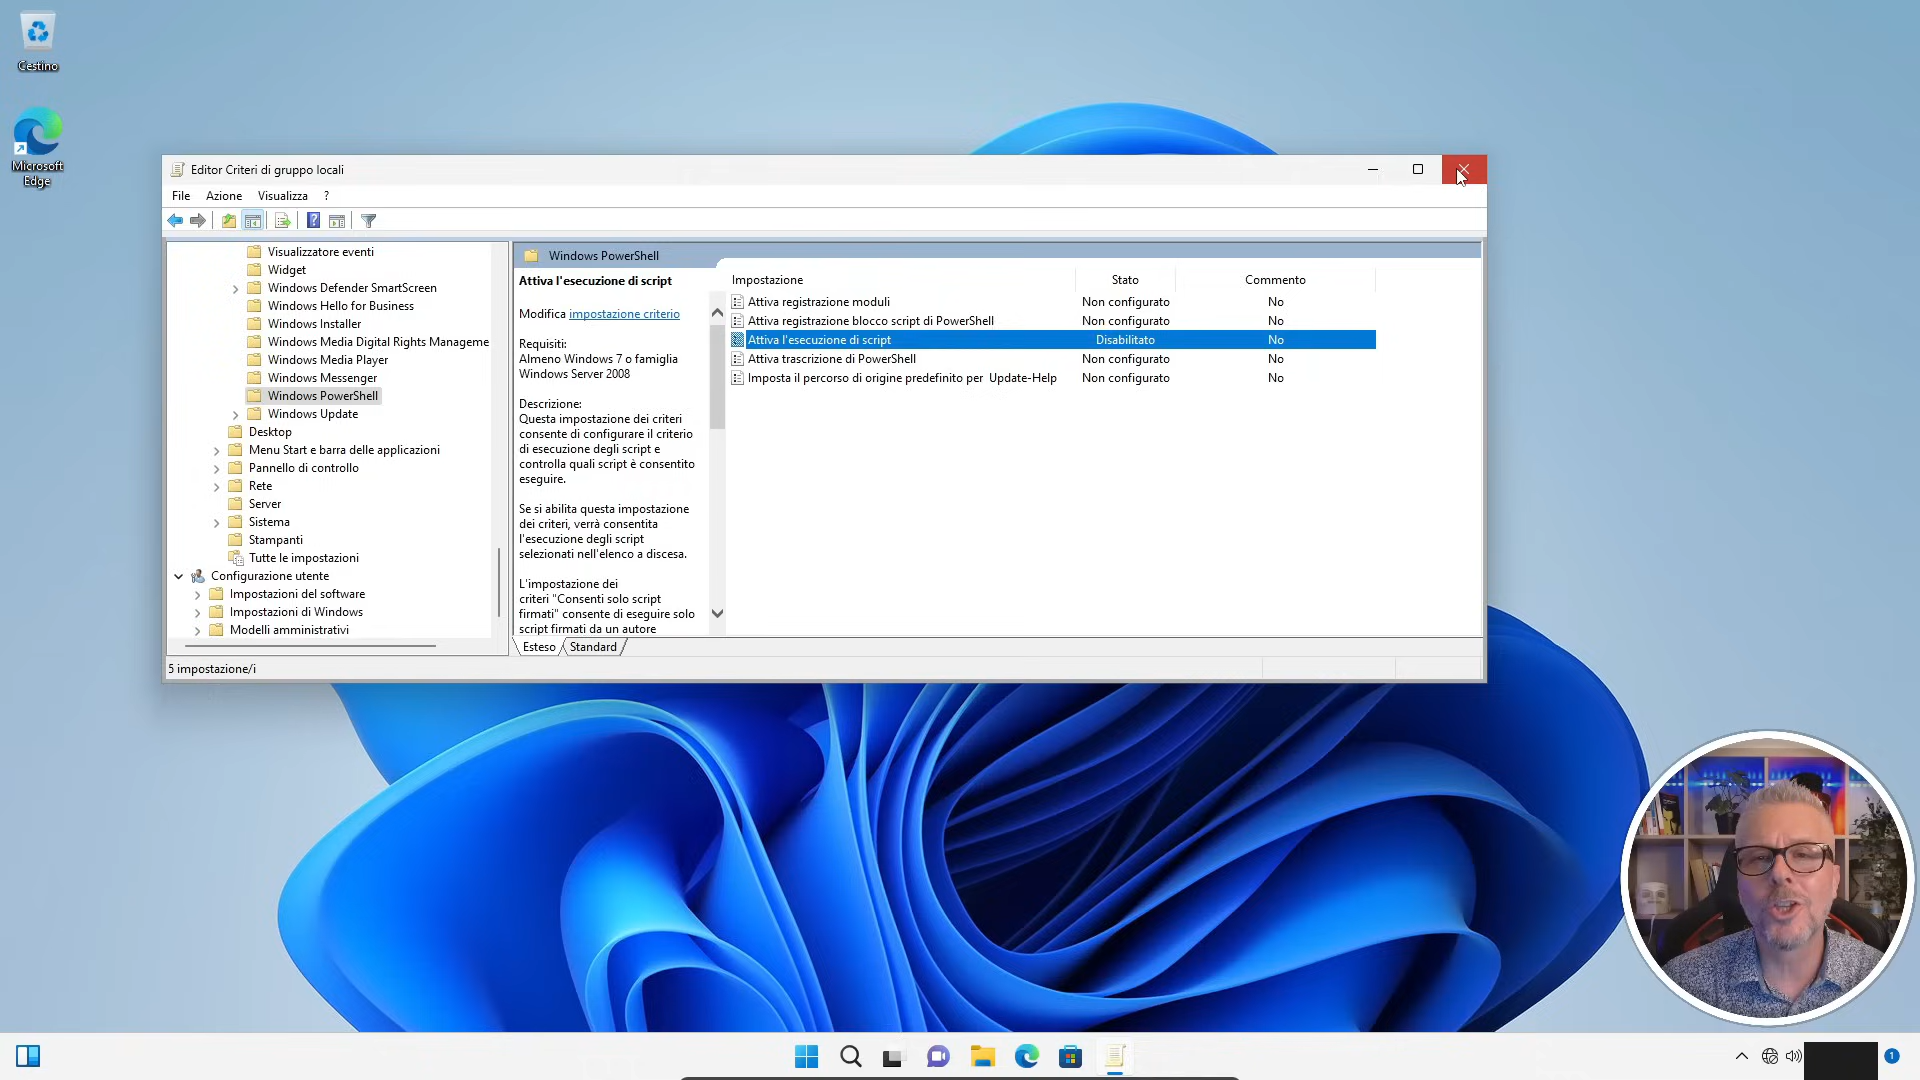 Cestino
Microsoft
Edge
Editor Criteri di gruppo locali
File Azione Visualizza ?
Visualizzatore eventi
Widget
Windows Defender SmartScreen
Windows Hello for Business
Windows Installer
Windows Media Digital Rights Manageme
Windows Media Player
Windows Messenger
Windows PowerShell
Windows Update
Desktop
Menu Start e barra delle applicazioni
Pannello di controllo
Rete
Server
Sistema
Stampanti
Tutte le impostazioni
Configurazione utente
Impostazioni del software
Impostazioni di Windows
Modelli amministrativi
Windows PowerShell
Attiva l'esecuzione di script
Modifica impostazione criterio
Requisiti:
Almeno Windows 7 o famiglia
Windows Server 2008
Descrizione:
Questa impostazione dei criteri
consente di configurare il criterio
di esecuzione degli script e
controlla quali script è consentito
eseguire.
Se si abilita questa impostazione
dei criteri, verrà consentita
l'esecuzione degli script
selezionati nell'elenco a discesa.
L'impostazione dei
criteri "Consenti solo script
firmati" consente di eseguire solo
script firmati da un autore
Impostazione Stato Commento
Attiva registrazione moduli Non configurato No
Attiva registrazione blocco script di PowerShell Non configurato No
Attiva l'esecuzione di script Disabilitato No
Attiva trascrizione di PowerShell Non configurato No
Imposta il percorso di origine predefinito per Update-Help Non configurato No
Esteso Standard
5 impostazione/i
1